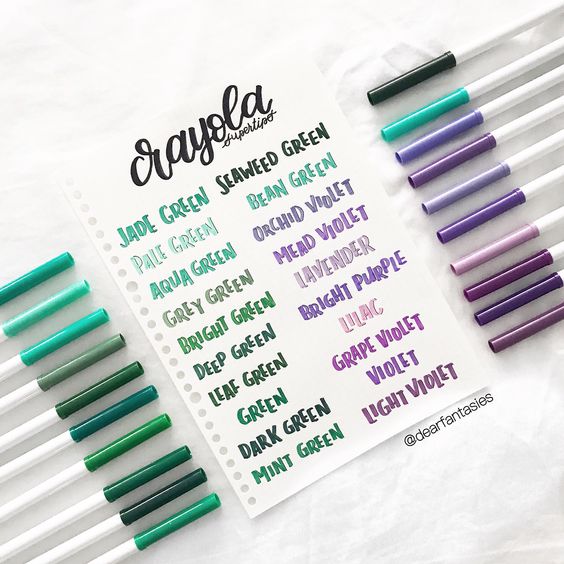 crayola
supertips
JADE GREEN
PALE GREEN
AQUA GREEN
GREY GREEN
BRIGHT GREEN
DEEP GREEN
LEAF GREEN
GREEN
DARK GREEN
MINT GREEN
SEAWEED GREEN
BEAN GREEN
ORCHID VIOLET
MEAD VIOLET
LAVENDER
BRIGHT PURPLE
LILAC
GRAPE VIOLET
VIOLET
LIGHT VIOLET
@dearfantasies